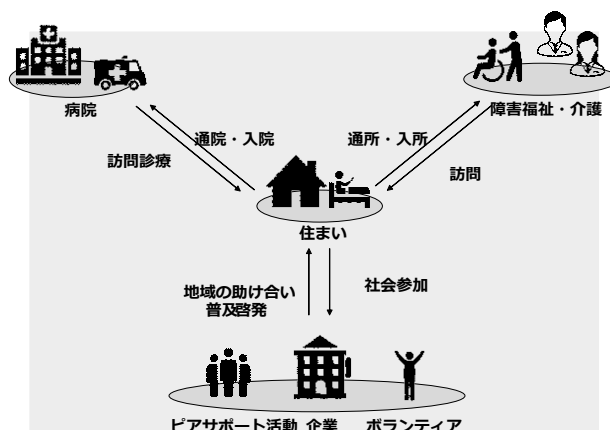 病院
障害福祉・介護
通院・入院
通所・入所
訪問診療
訪問
住まい
地域の助け合い
普及啓発
社会参加
ピアサポート活動 企業 ボランティア